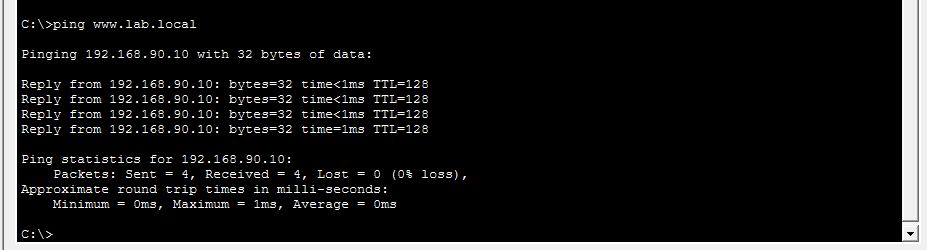 C:\>ping www.lab.local
Pinging 192.168.90.10 with 32 bytes of data:
Reply from 192.168.90.10: bytes=32 time<1ms TTL=128
Reply from 192.168.90.10: bytes=32 time<1ms TTL=128
Reply from 192.168.90.10: bytes=32 time<1ms TTL=128
Reply from 192.168.90.10: bytes=32 time=1ms TTL=128
Ping statistics for 192.168.90.10:
    Packets: Sent = 4, Received = 4, Lost = 0 (0% loss),
Approximate round trip times in milli-seconds:
    Minimum = 0ms, Maximum = 1ms, Average = 0ms
C:\>